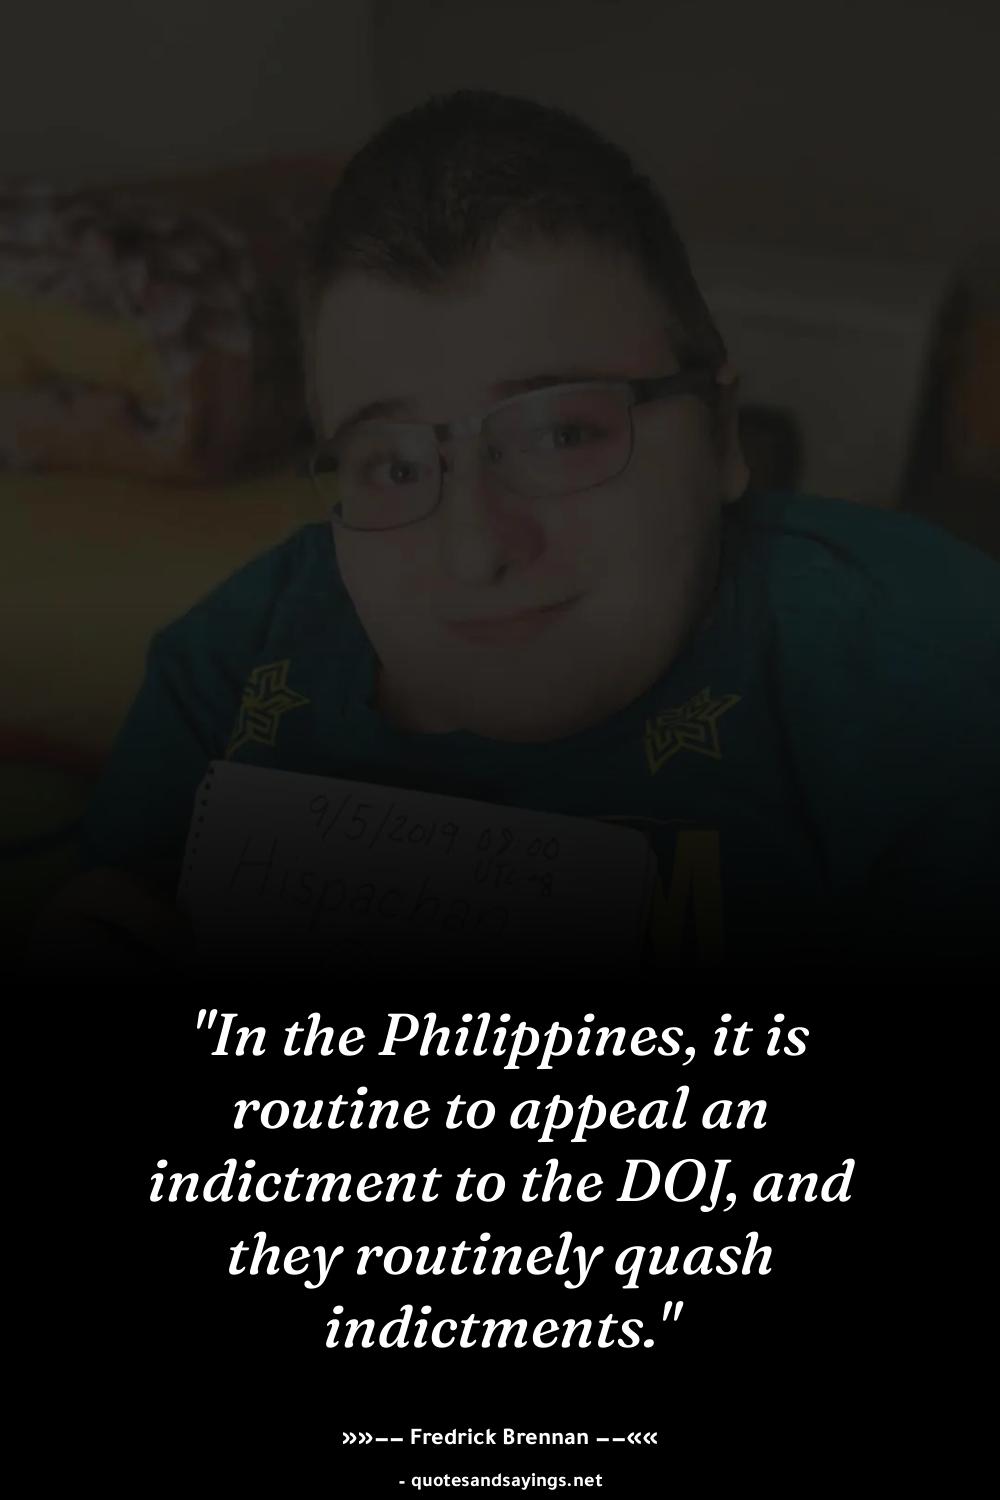 9/5/2019 09:00
UTC+8
Hispachan
M
"In the Philippines, it is
routine to appeal an
indictment to the DOJ, and
they routinely quash
indictments."
»»−− Fredrick Brennan −−««
- quotesandsayings.net